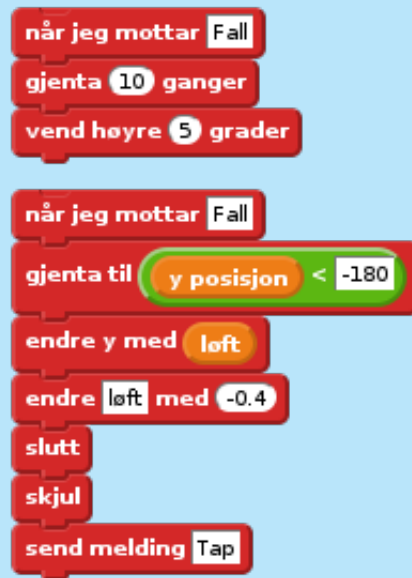 når jeg mottar Fall
gjenta 10 ganger
vend høyre 5 grader
når jeg mottar Fall
gjenta til y posisjon < -180
endre y med løft
endre løft med -0.4
slutt
skjul
send melding Tap